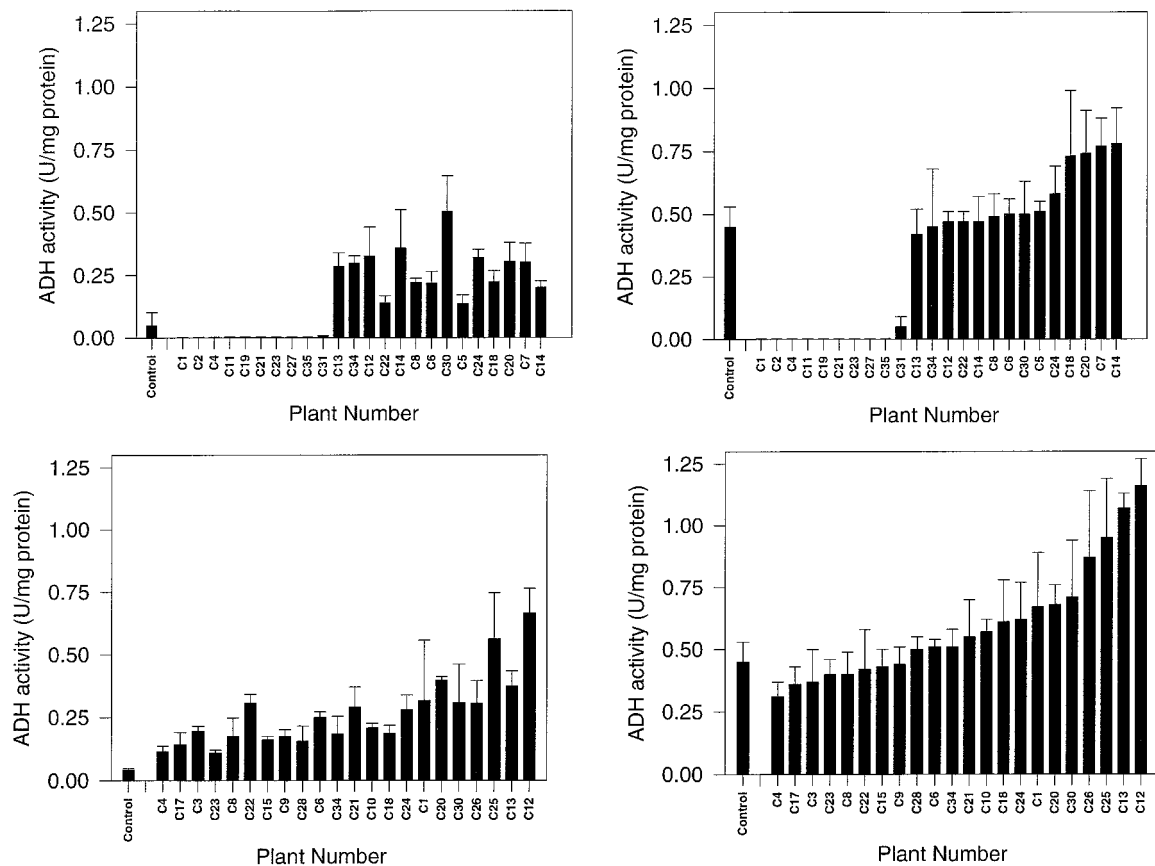 ADH activity (U/mg protein)
1.25
1.00
0.75
0.50
0.25
0.00
Control
C1
C2
C4
C11
C19
C21
C23
C27
C35
C31
C13
C34
C12
C22
C14
C8
C6
C30
C5
C24
C18
C20
C7
C14
Plant Number
ADH activity (U/mg protein)
1.25
1.00
0.75
0.50
0.25
0.00
Control
C1
C2
C4
C11
C19
C21
C23
C27
C35
C31
C13
C34
C12
C22
C14
C8
C6
C30
C5
C24
C18
C20
C7
C14
Plant Number
ADH activity (U/mg protein)
1.25
1.00
0.75
0.50
0.25
0.00
Control
C4
C17
C3
C23
C8
C22
C15
C9
C28
C6
C34
C21
C10
C18
C24
C1
C20
C30
C26
C25
C13
C12
Plant Number
ADH activity (U/mg protein)
1.25
1.00
0.75
0.50
0.25
0.00
Control
C4
C17
C3
C23
C8
C22
C15
C9
C28
C6
C34
C21
C10
C18
C24
C1
C20
C30
C26
C25
C13
C12
Plant Number